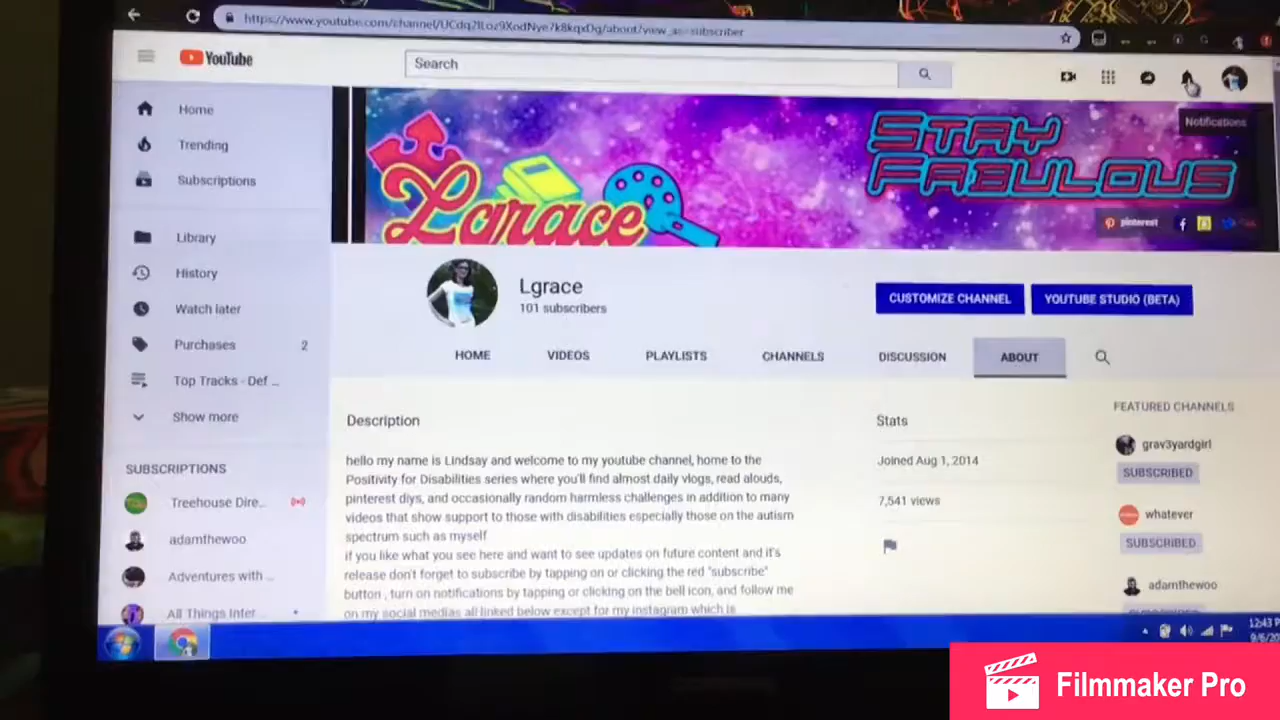 YouTube
Search
Home
Trending
Subscriptions
Library
History
Watch later
Purchases 2
Top Tracks - Def ...
Show more
SUBSCRIPTIONS
Treehouse Dire...
adamthewoo
Adventures with ...
All Things Inter...
Lgrace
STAY
FABULOUS
Notifications
pinterest
Lgrace
101 subscribers
CUSTOMIZE CHANNEL
YOUTUBE STUDIO (BETA)
HOME VIDEOS PLAYLISTS CHANNELS DISCUSSION ABOUT
Description
hello my name is Lindsay and welcome to my youtube channel, home to the
Positivity for Disabilities series where you'll find almost daily vlogs, read alouds,
pinterest diys, and occasionally random harmless challenges in addition to many
videos that show support to those with disabilities especially those on the autism
spectrum such as myself
if you like what you see here and want to see updates on future content and it's
release don't forget to subscribe by tapping on or clicking the red "subscribe"
button , turn on notifications by tapping or clicking on the bell icon, and follow me
on my social medias all linked below except for my instagram which is
Stats
Joined Aug 1, 2014
7,541 views
FEATURED CHANNELS
grav3yardgirl
SUBSCRIBED
whatever
SUBSCRIBED
adamthewoo
12:43 P
9/6/20
Filmmaker Pro